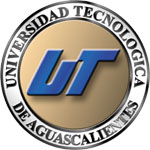 UNIVERSIDAD TECNOLOGICA
UT
DE AGUASCALIENTES